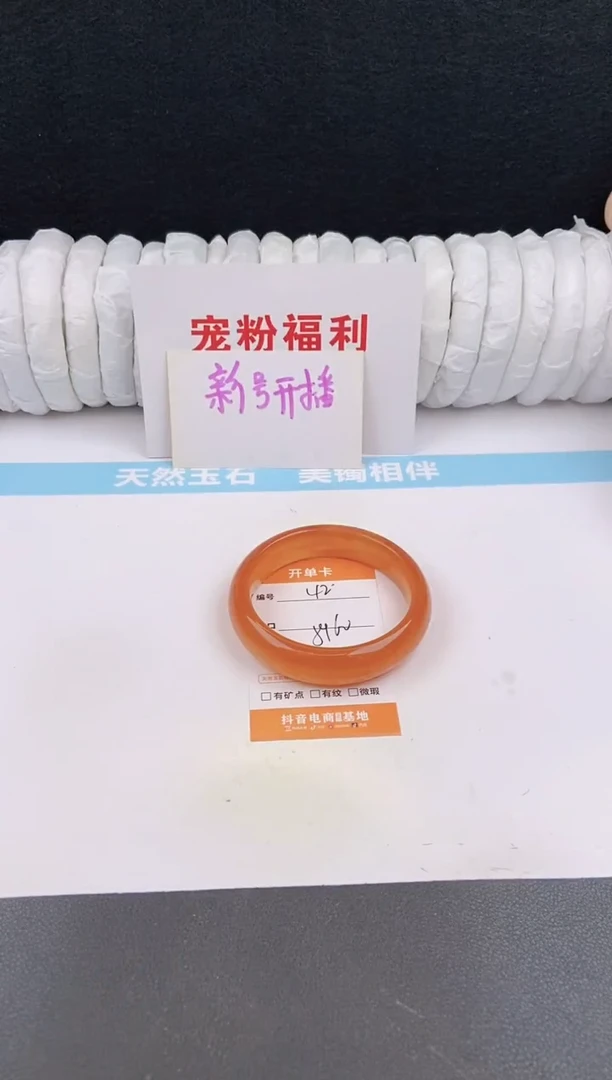 宠粉福利
新号开播
天然玉石 美镯相伴
开单卡
编号 42
□有矿点 □有纹 □微瑕
抖音电商 基地